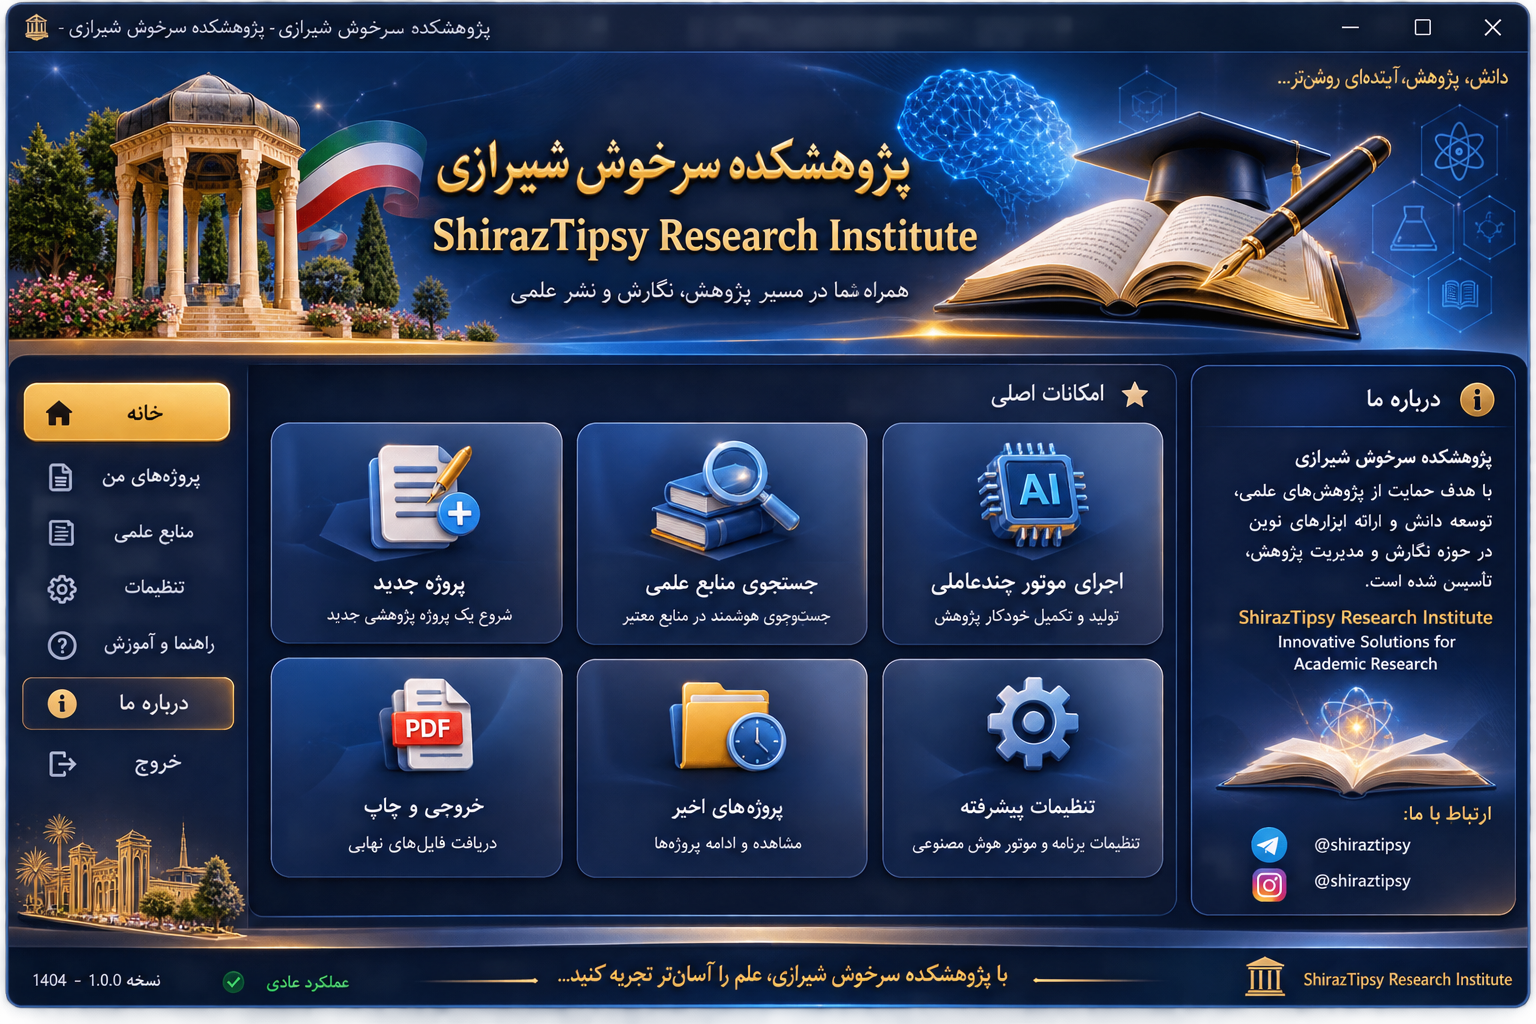 پژوهشکده سرخوش شیرازی - پژوهشکده سرخوش شیرازی -
دانش، پژوهش، آینده‌ای روشن‌تر...
پژوهشکده سرخوش شیرازی
ShirazTipsy Research Institute
همراه شما در مسیر پژوهش، نگارش و نشر علمی
خانه
پروژه‌های من
منابع علمی
تنظیمات
راهنما و آموزش
درباره ما
خروج
امکانات اصلی
AI
اجرای موتور چندعاملی
تولید و تکمیل خودکار پژوهش
جستجوی منابع علمی
جست‌وجوی هوشمند در منابع معتبر
پروژه جدید
شروع یک پروژه پژوهشی جدید
تنظیمات پیشرفته
تنظیمات برنامه و موتور هوش مصنوعی
پروژه‌های اخیر
مشاهده و ادامه پروژه‌ها
PDF
خروجی و چاپ
دریافت فایل‌های نهایی
درباره ما
پژوهشکده سرخوش شیرازی
با هدف حمایت از پژوهش‌های علمی،
توسعه دانش و ارائه ابزارهای نوین
در حوزه نگارش و مدیریت پژوهش،
تأسیس شده است.
ShirazTipsy Research Institute
Innovative Solutions for
Academic Research
ارتباط با ما:
@shiraztipsy
@shiraztipsy
نسخه 1.0.0 - 1404
عملکرد عادی
با پژوهشکده سرخوش شیرازی، علم را آسان‌تر تجربه کنید...
ShirazTipsy Research Institute